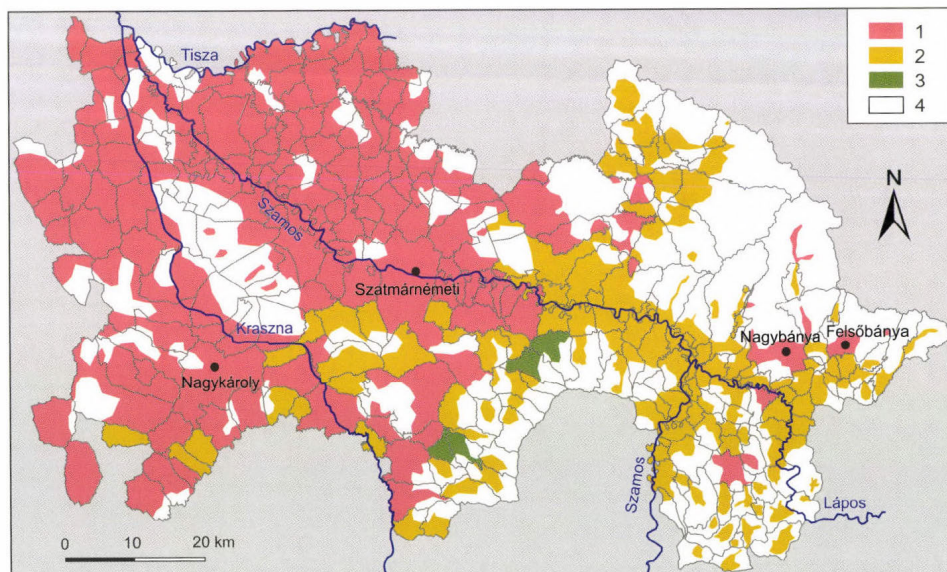 Tisza
1
2
3
4
N
Szamos
Szatmárnémeti
Kraszna
Nagybánya
Felsőbánya
Nagykároly
Szamos
Lápos
0 10 20 km